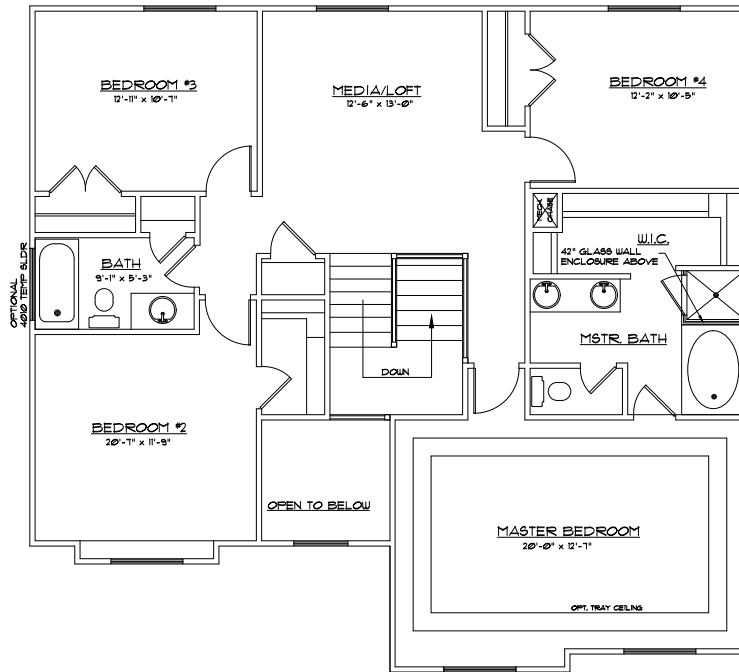 BEDROOM #3
12'-11" x 10'-7"
MEDIA/LOFT
12'-6" x 13'-0"
BEDROOM #4
12'-2" x 10'-5"
MECH
CHASE
W.I.C.
42" GLASS WALL
ENCLOSURE ABOVE
BATH
9'-1" x 5'-3"
OPTIONAL
4010 TEMP SLDR
MSTR. BATH
DOWN
BEDROOM #2
20'-7" x 11'-9"
OPEN TO BELOW
MASTER BEDROOM
20'-0" x 12'-7"
OPT. TRAY CEILING